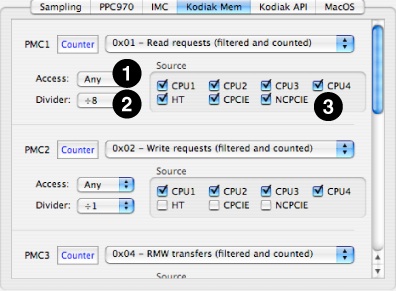 Sampling PPC970 IMC Kodiak Mem Kodiak API MacOS
PMC1 Counter 0x01 – Read requests (filtered and counted)
Source
Access: Any 1
CPU1 CPU2 CPU3 CPU4
Divider: ÷8 2
HT CPCIE NCPCIE 3
PMC2 Counter 0x02 – Write requests (filtered and counted)
Source
Access: Any
CPU1 CPU2 CPU3 CPU4
Divider: ÷1
HT CPCIE NCPCIE
PMC3 Counter 0x04 – RMW transfers (filtered and counted)
Source